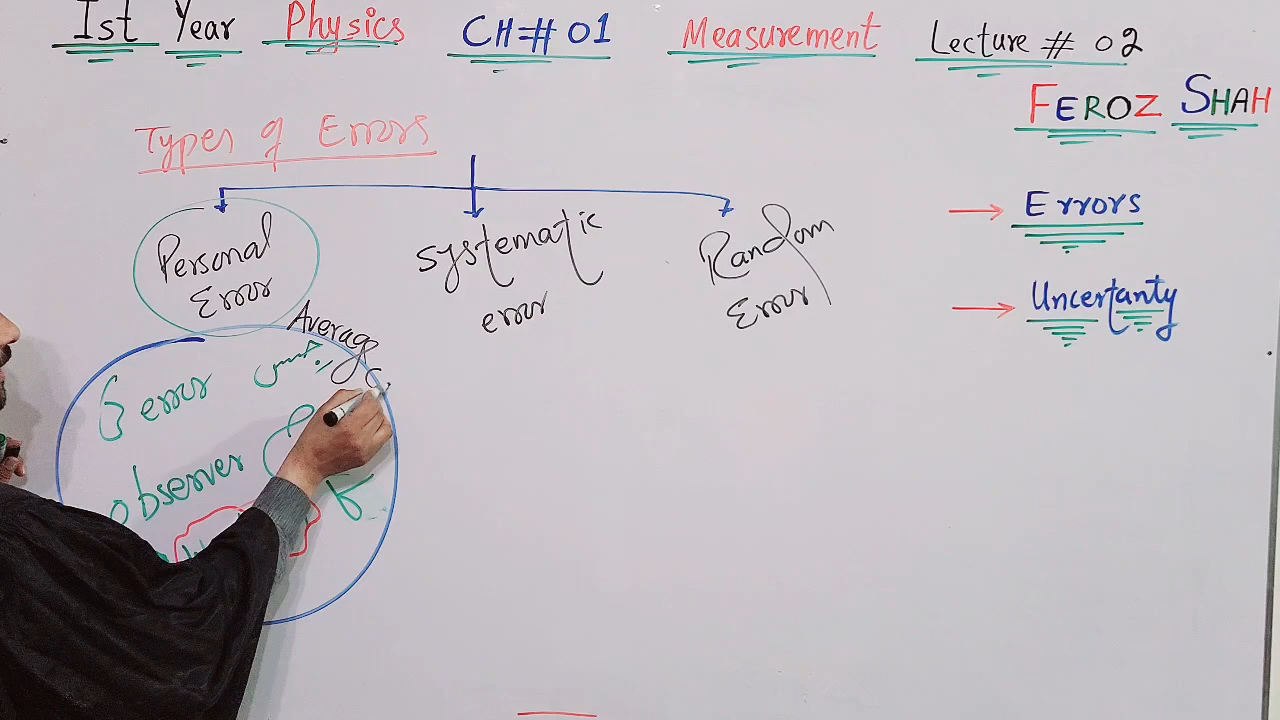 Ist Year Physics CH=# 01 Measurement Lecture # 02
FEROZ SHAH
Types of Errors
Personal
Error
systematic
error
Random
Error
Errors
Uncertanty
Average
error
observer